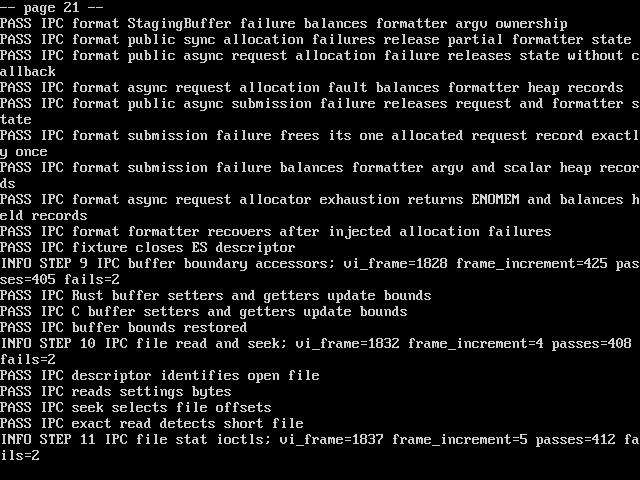 -- page 21 --
PASS IPC format StagingBuffer failure balances formatter argv ownership
PASS IPC format public sync allocation failures release partial formatter state
PASS IPC format public async request allocation failure releases state without c
allback
PASS IPC format async request allocation fault balances formatter heap records
PASS IPC format public async submission failure releases request and formatter s
tate
PASS IPC format submission failure frees its one allocated request record exactl
y once
PASS IPC format submission failure balances formatter argv and scalar heap recor
ds
PASS IPC format async request allocator exhaustion returns ENOMEM and balances h
eld records
PASS IPC format formatter recovers after injected allocation failures
PASS IPC fixture closes ES descriptor
INFO STEP 9 IPC buffer boundary accessors; vi_frame=1828 frame_increment=425 pas
ses=405 fails=2
PASS IPC Rust buffer setters and getters update bounds
PASS IPC C buffer setters and getters update bounds
PASS IPC buffer bounds restored
INFO STEP 10 IPC file read and seek; vi_frame=1832 frame_increment=4 passes=408
fails=2
PASS IPC descriptor identifies open file
PASS IPC reads settings bytes
PASS IPC seek selects file offsets
PASS IPC exact read detects short file
INFO STEP 11 IPC file stat ioctls; vi_frame=1837 frame_increment=5 passes=412 fa
ils=2